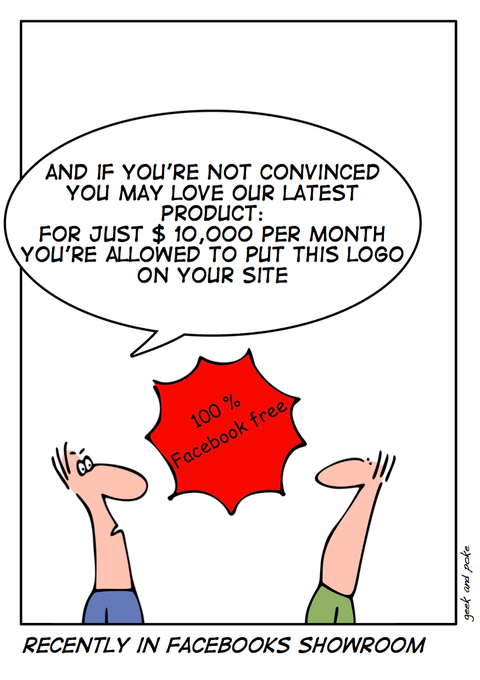 AND IF YOU'RE NOT CONVINCED
YOU MAY LOVE OUR LATEST
PRODUCT:
FOR JUST $ 10,000 PER MONTH
YOU'RE ALLOWED TO PUT THIS LOGO
ON YOUR SITE
100 %
Facebook free
geek and poke
RECENTLY IN FACEBOOKS SHOWROOM